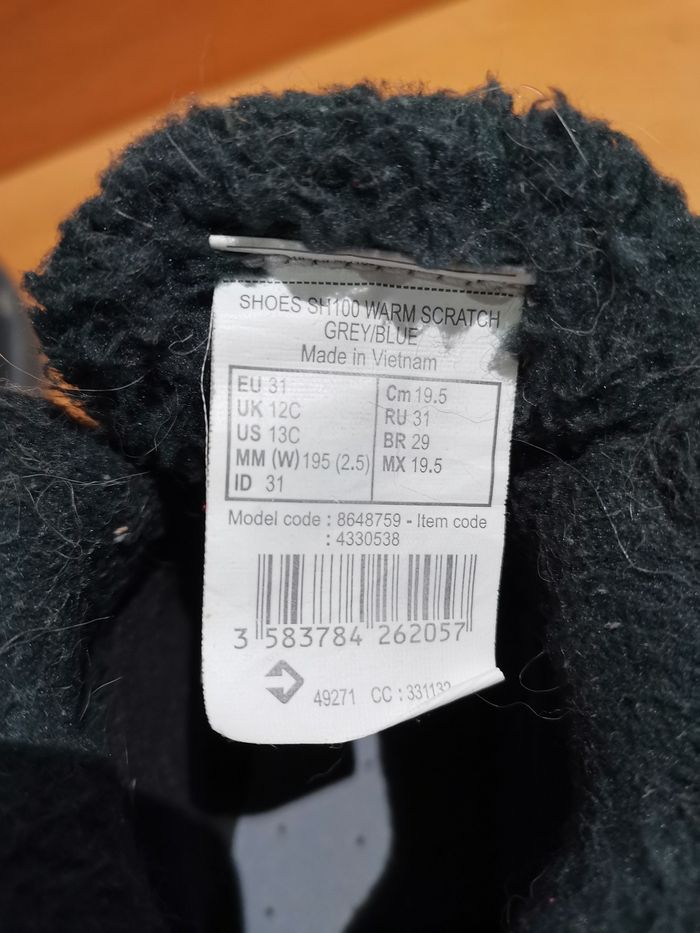 SHOES SH100 WARM SCRATCH
GREY/BLUE
Made in Vietnam
EU 31
UK 12C
US 13C
MM (W) 195 (2.5)
ID 31
Cm 19.5
RU 31
BR 29
MX 19.5
Model code : 8648759 - Item code
: 4330538
3 583784 262057
49271 CC : 331132